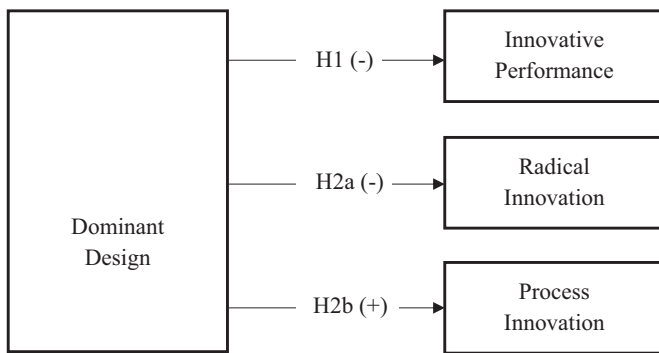 Innovative
Performance
H1 (-)
Radical
Innovation
H2a (-)
Dominant
Design
Process
Innovation
H2b (+)